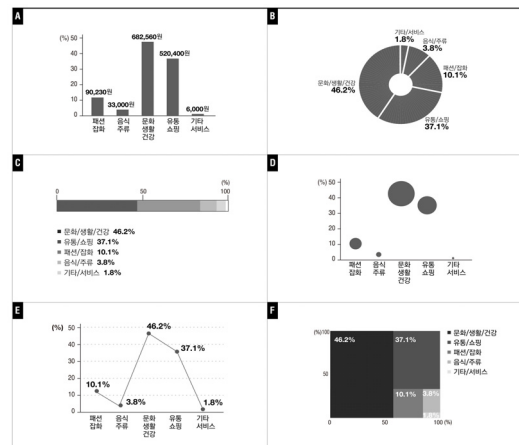 A
(%) 50
40
30
20
10
0
90,230원
33,000원
682,560원
520,400원
6,000원
패션 잡화
음식 주류
문화 생활 건강
유통 쇼핑
기타 서비스
B
기타/서비스
1.8%
음식/주류
3.8%
패션/잡화
10.1%
문화/생활/건강
46.2%
유통/쇼핑
37.1%
C
(%)
0 50 100
문화/생활/건강 46.2%
유통/쇼핑 37.1%
패션/잡화 10.1%
음식/주류 3.8%
기타/서비스 1.8%
D
(%) 50
40
30
20
10
0
패션 잡화
음식 주류
문화 생활 건강
유통 쇼핑
기타 서비스
E
(%) 50
40
30
20
10
0
10.1%
3.8%
46.2%
37.1%
1.8%
패션 잡화
음식 주류
문화 생활 건강
유통 쇼핑
기타 서비스
F
(%)100
50
46.2%
37.1%
10.1%
3.8%
0 50 100 (%)
문화/생활/건강
유통/쇼핑
패션/잡화
음식/주류
기타/서비스